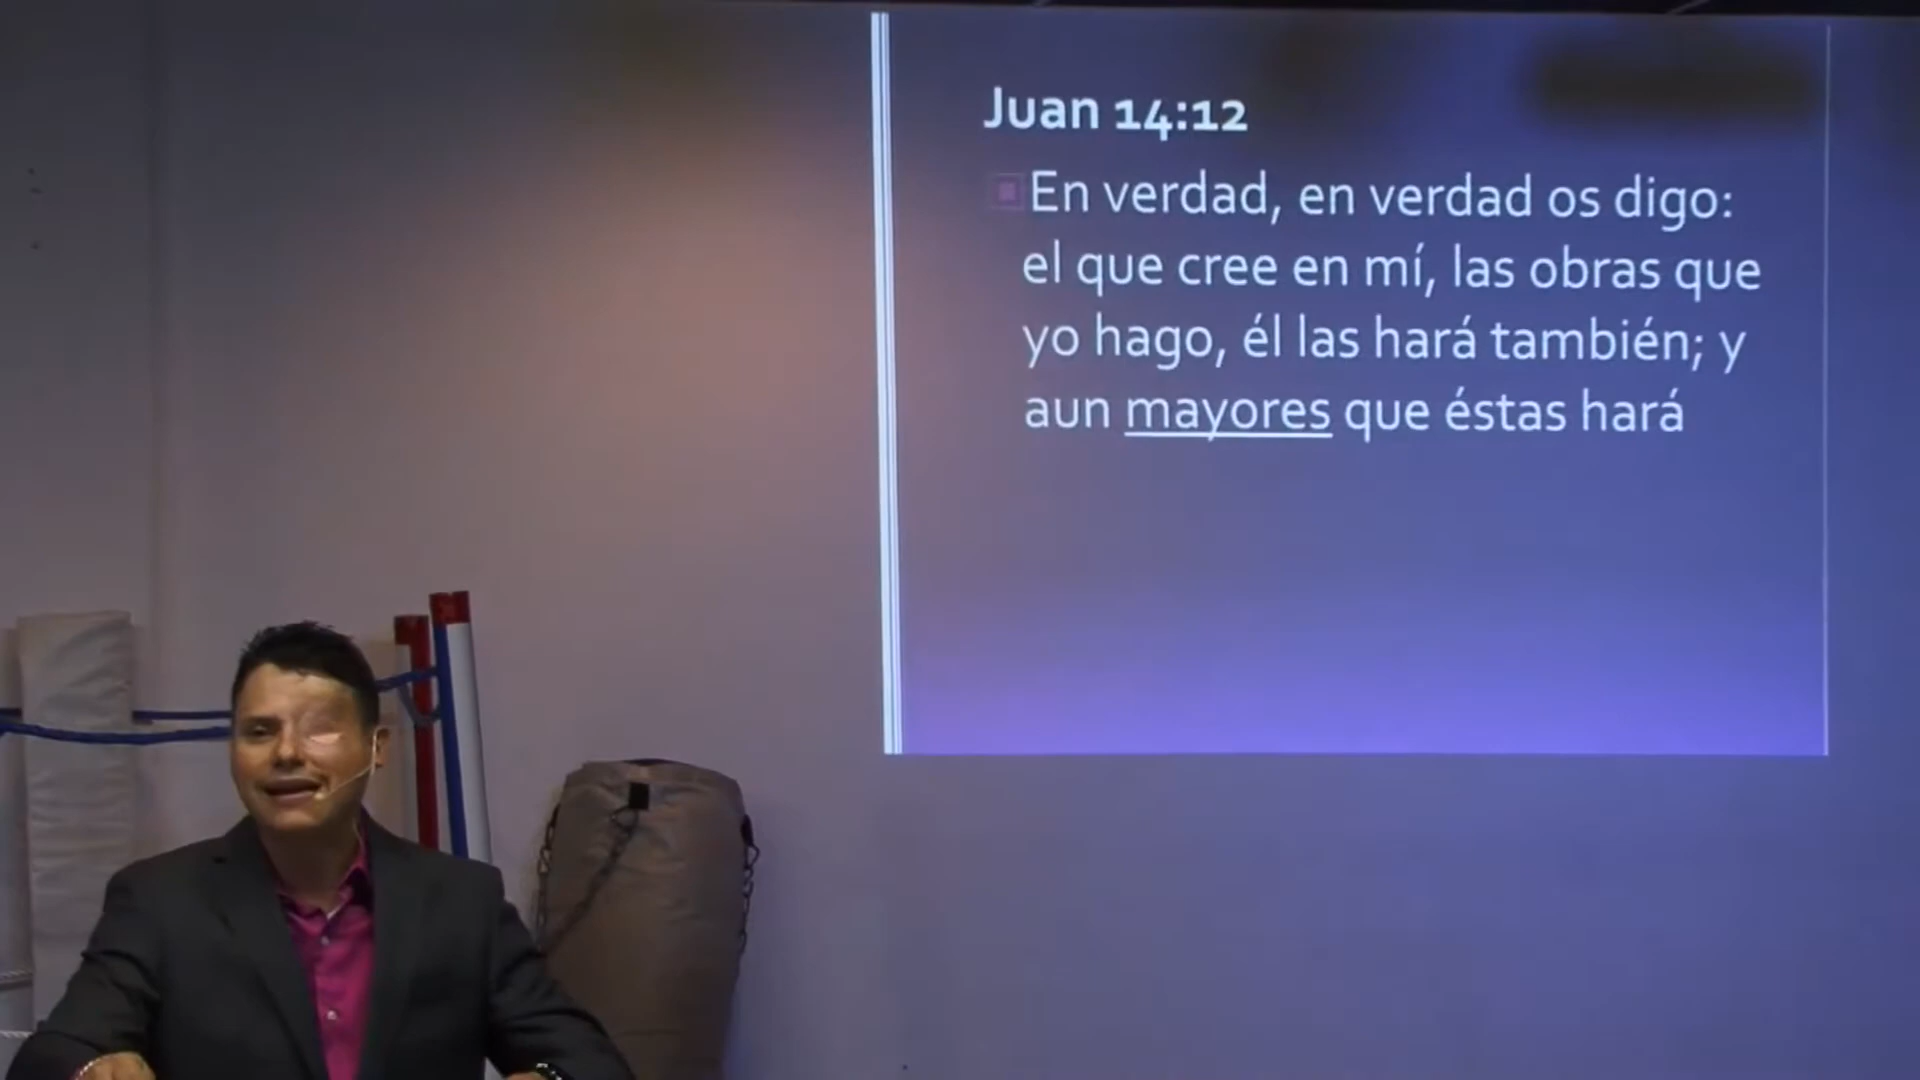 Juan 14:12
En verdad, en verdad os digo:
el que cree en mí, las obras que
yo hago, él las hará también; y
aun mayores que éstas hará